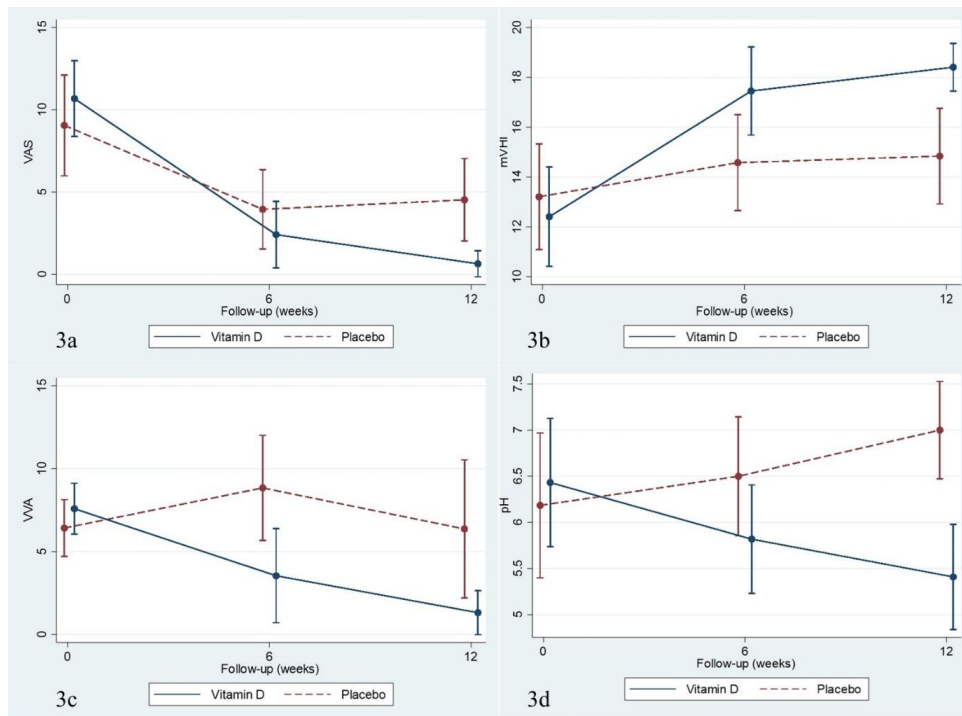 15
10
5
0
VAS
0 6 12
Follow-up (weeks)
Vitamin D Placebo
3a
20
18
16
14
12
10
mVHI
0 6 12
Follow-up (weeks)
Vitamin D Placebo
3b
15
10
5
0
VVA
0 6 12
Follow-up (weeks)
Vitamin D Placebo
3c
7.5
7
6.5
6
5.5
5
pH
0 6 12
Follow-up (weeks)
Vitamin D Placebo
3d